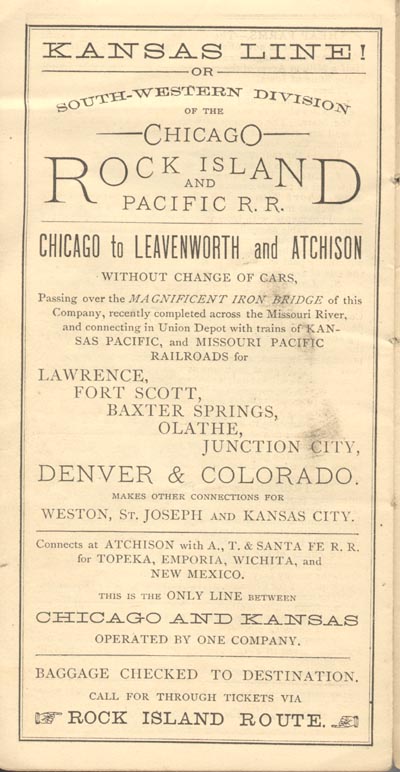 KANSAS LINE!
OR
SOUTH-WESTERN DIVISION
OF THE
CHICAGO
ROCK ISLAND
AND
PACIFIC R. R.
CHICAGO to LEAVENWORTH and ATCHISON
WITHOUT CHANGE OF CARS,
Passing over the MAGNIFICENT IRON BRIDGE of this
Company, recently completed across the Missouri River,
and connecting in Union Depot with trains of KAN-
SAS PACIFIC, and MISSOURI PACIFIC
RAILROADS for
LAWRENCE,
FORT SCOTT,
BAXTER SPRINGS,
OLATHE,
JUNCTION CITY,
DENVER & COLORADO.
MAKES OTHER CONNECTIONS FOR
WESTON, ST. JOSEPH AND KANSAS CITY.
Connects at ATCHISON with A., T. & SANTA FE R. R.
for TOPEKA, EMPORIA, WICHITA, and
NEW MEXICO.
THIS IS THE ONLY LINE BETWEEN
CHICAGO AND KANSAS
OPERATED BY ONE COMPANY.
BAGGAGE CHECKED TO DESTINATION.
CALL FOR THROUGH TICKETS VIA
ROCK ISLAND ROUTE.